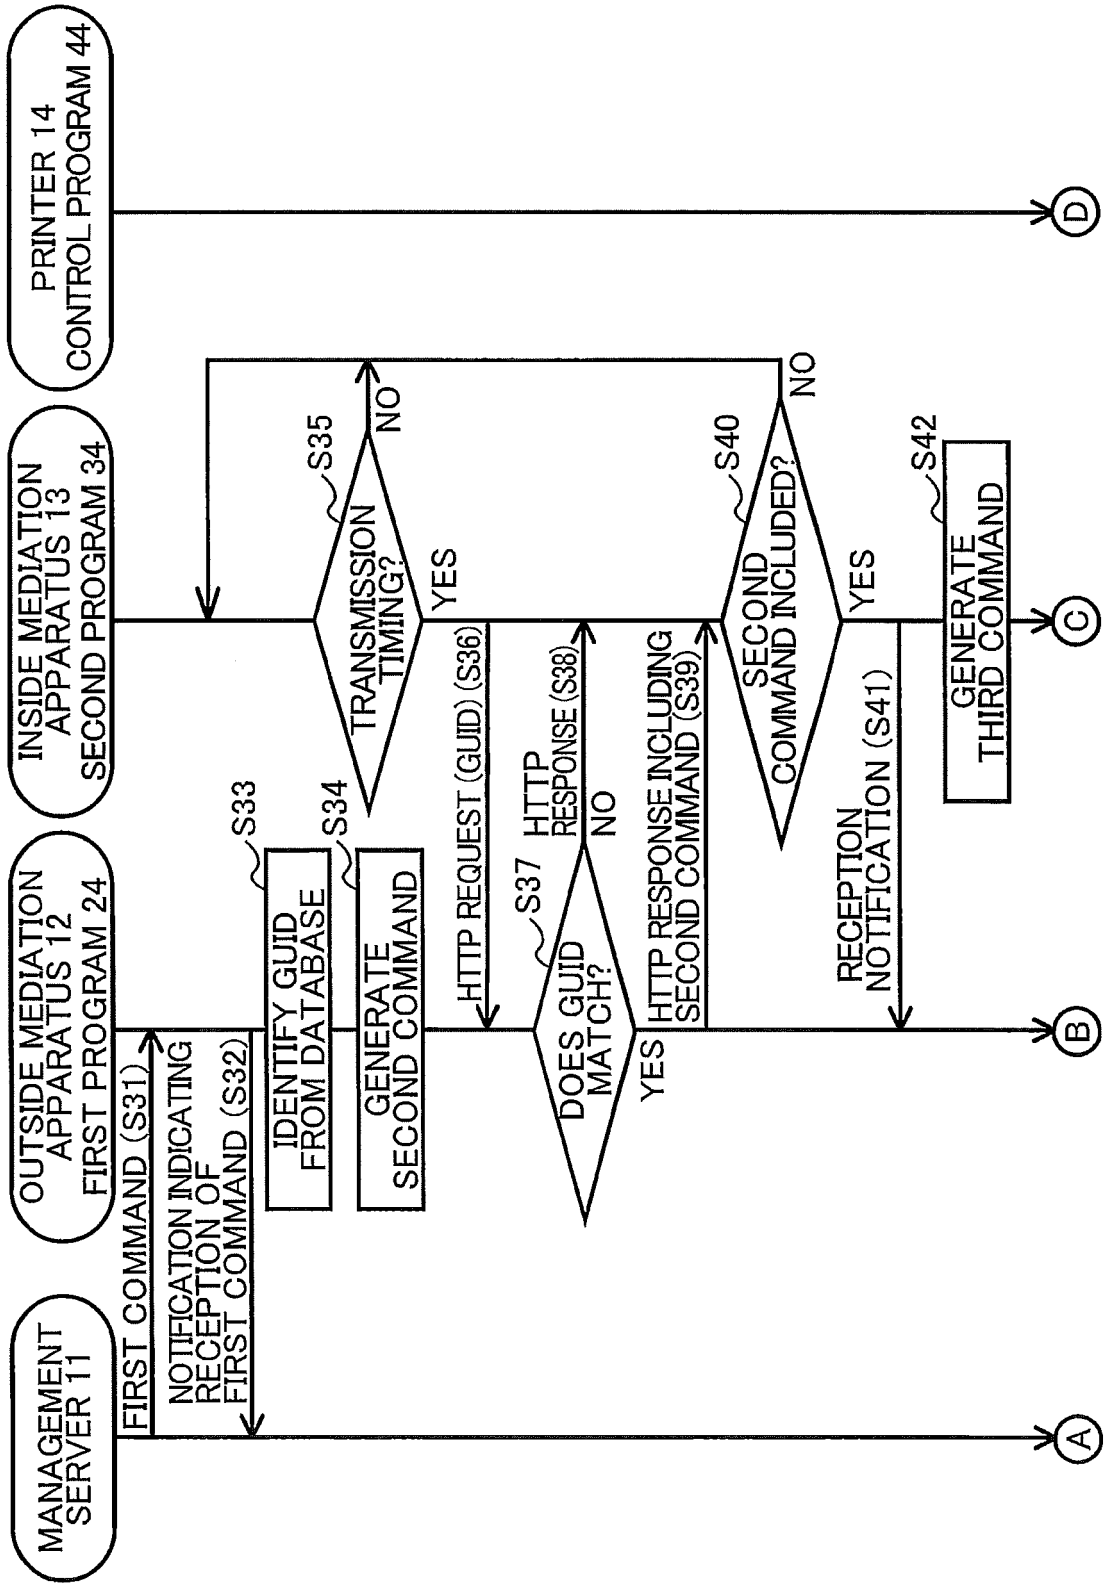 MANAGEMENT
SERVER 11
OUTSIDE MEDIATION
APPARATUS 12
FIRST PROGRAM 24
INSIDE MEDIATION
APPARATUS 13
SECOND PROGRAM 34
PRINTER 14
CONTROL PROGRAM 44
FIRST COMMAND (S31)
NOTIFICATION INDICATING
RECEPTION OF
FIRST COMMAND (S32)
S33
IDENTIFY GUID
FROM DATABASE
S34
GENERATE
SECOND COMMAND
S35
TRANSMISSION
TIMING?
NO
YES
HTTP REQUEST (GUID) (S36)
S37
DOES GUID
MATCH?
HTTP
RESPONSE (S38)
NO
YES
HTTP RESPONSE INCLUDING
SECOND COMMAND (S39)
S40
SECOND
COMMAND INCLUDED?
NO
YES
RECEPTION
NOTIFICATION (S41)
S42
GENERATE
THIRD COMMAND
A
B
C
D